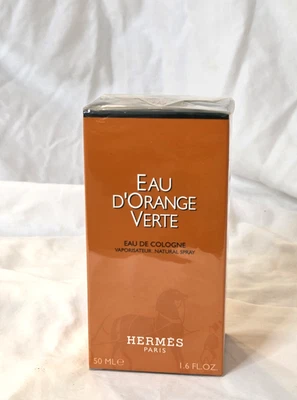 EAU
D'ORANGE
VERTE
EAU DE COLOGNE
VAPORISATEUR NATURAL SPRAY
HERMÈS
PARIS
50 ML℮ 1.6 FL.OZ.